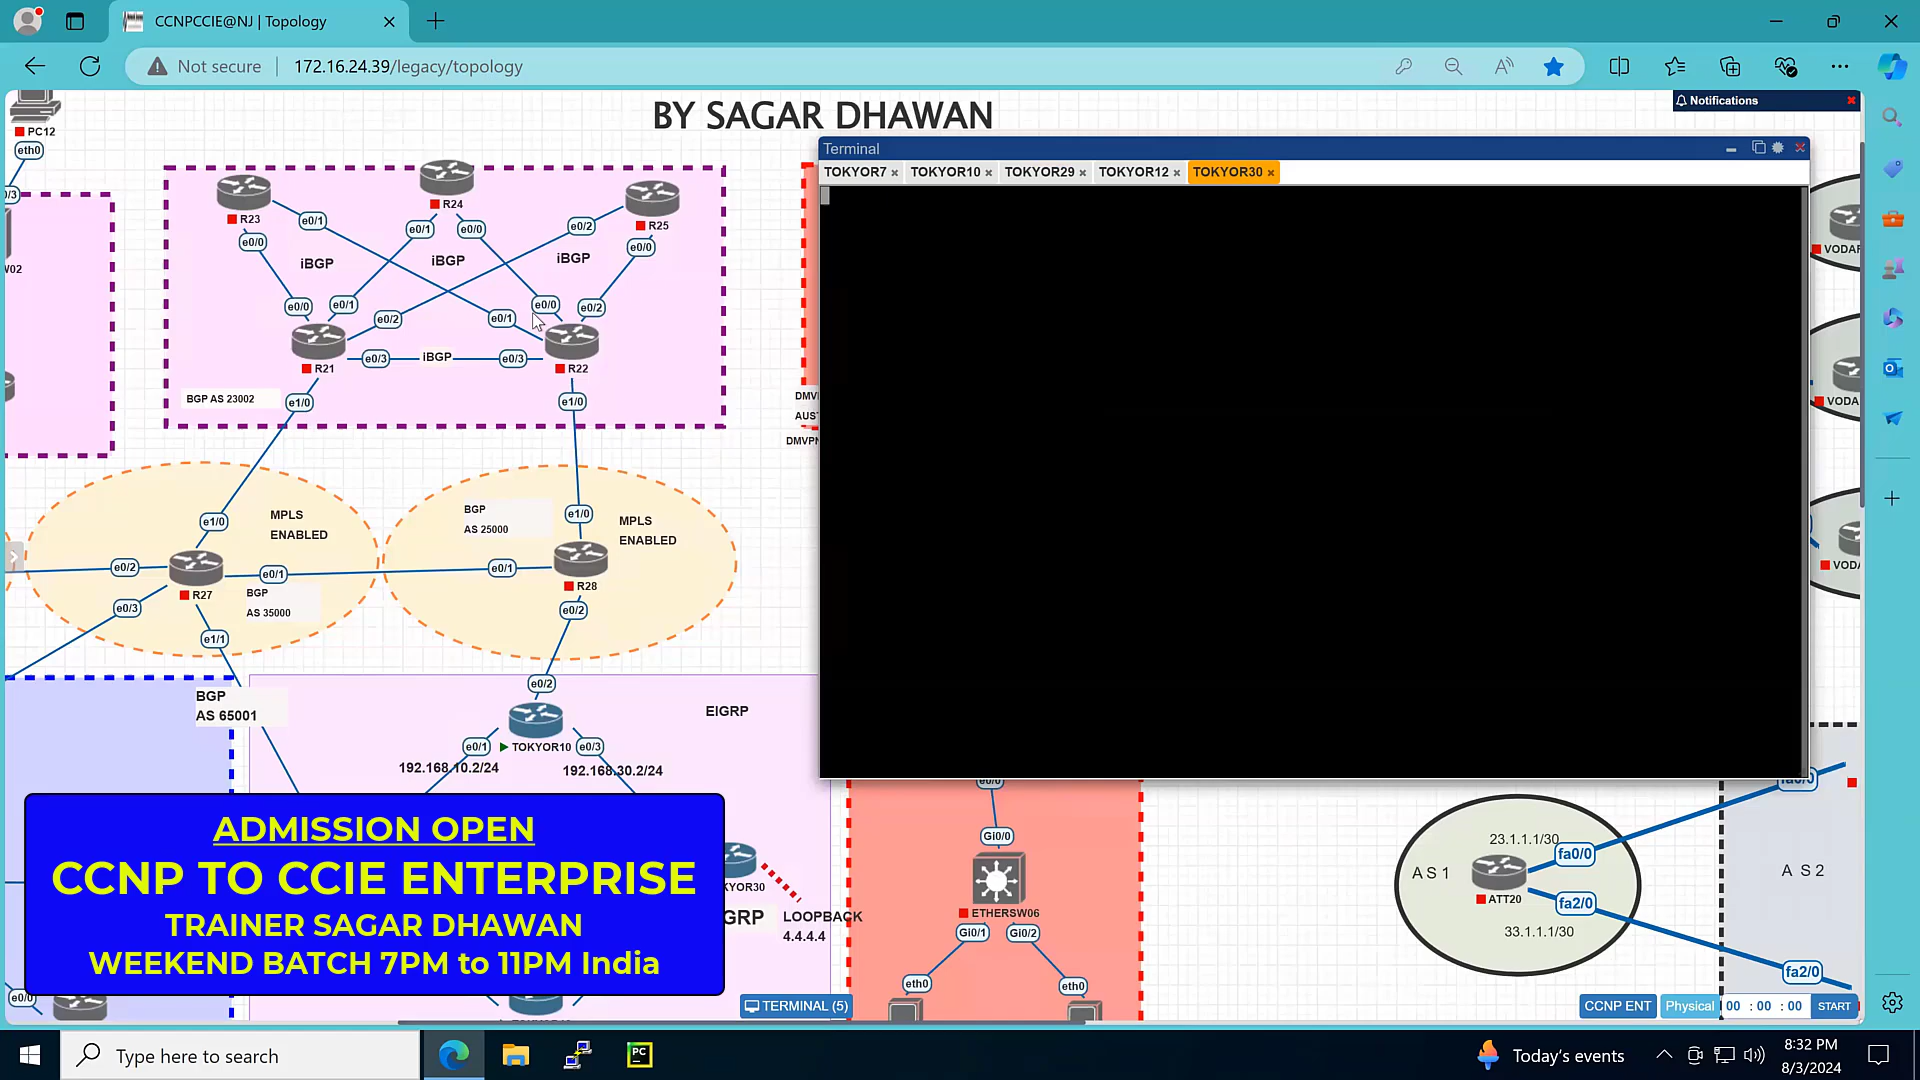 CCNPCCIE@NJ | Topology
Not secure
172.16.24.39/legacy/topology
BY SAGAR DHAWAN
Notifications
PC12
eth0
Terminal
TOKYOR7 × TOKYOR10 × TOKYOR29 × TOKYOR12 × TOKYOR30 ×
R23
R24
R25
e0/1
e0/1
e0/0
e0/2
e0/0
e0/0
iBGP
iBGP
iBGP
e0/0
e0/1
e0/2
e0/1
e0/0
e0/2
R21
e0/3
iBGP
e0/3
R22
BGP AS 23002
e1/0
e1/0
MPLS
ENABLED
BGP
AS 25000
MPLS
ENABLED
e1/0
e1/0
e0/2
e0/1
e0/1
R27
R28
BGP
AS 35000
e0/3
e0/2
e1/1
BGP
AS 65001
e0/2
EIGRP
e0/1
TOKYOR10
e0/3
192.168.10.2/24
192.168.30.2/24
ADMISSION OPEN
CCNP TO CCIE ENTERPRISE
TRAINER SAGAR DHAWAN
WEEKEND BATCH 7PM to 11PM India
LOOPBACK
4.4.4.4
TERMINAL (5)
e0/0
Gi0/0
ETHERSW06
Gi0/1
Gi0/2
eth0
eth0
A S 1
23.1.1.1/30
fa0/0
ATT20
fa2/0
33.1.1.1/30
A S 2
fa0/0
fa2/0
CCNP ENT
Physical
00 : 00 : 00
START
Type here to search
Today's events
8:32 PM
8/3/2024